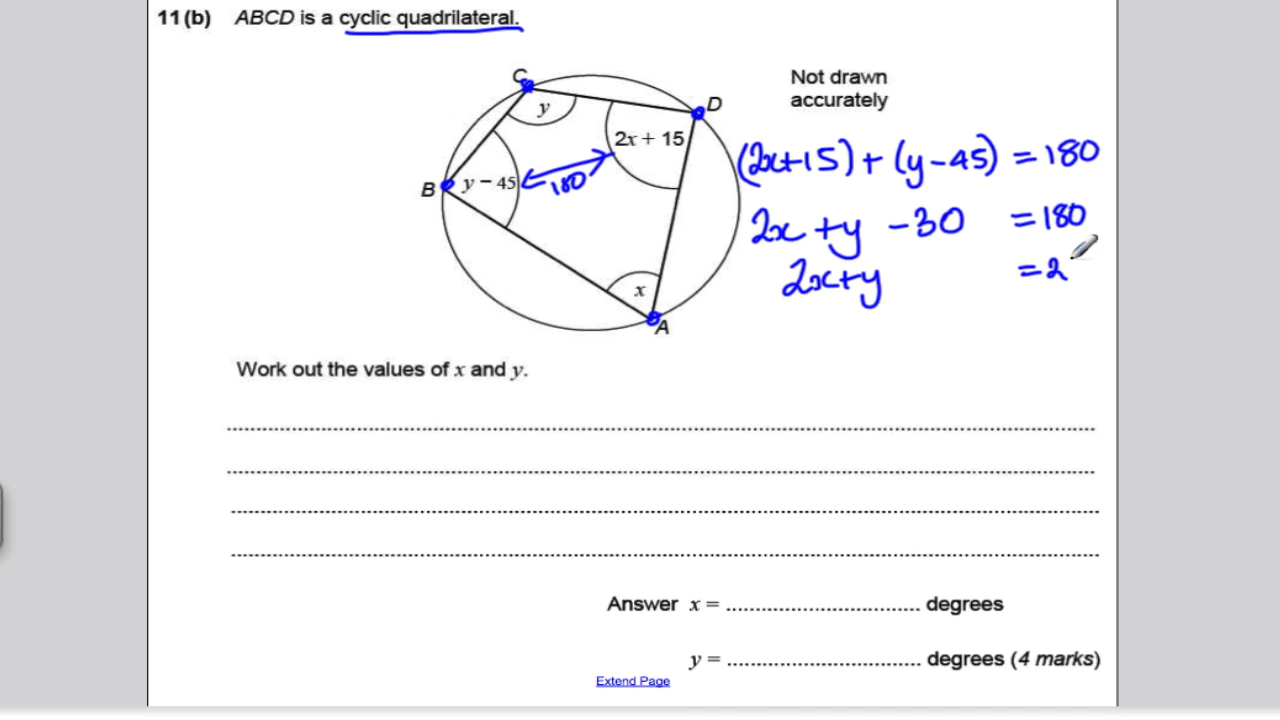 11 (b) ABCD is a cyclic quadrilateral.
C
D
Not drawn
accurately
y
2x + 15
(2x+15) + (y-45) = 180
B
y − 45
180
2x + y - 30 = 180
2x+y = 2
x
A
Work out the values of x and y.
Answer x = ................................. degrees
y = ................................. degrees (4 marks)
Extend Page